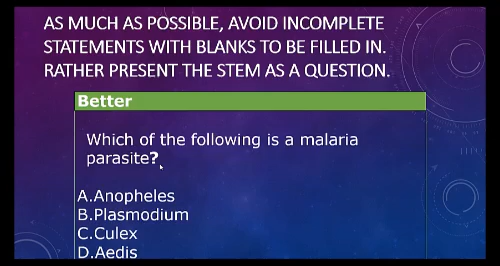 AS MUCH AS POSSIBLE, AVOID INCOMPLETE
STATEMENTS WITH BLANKS TO BE FILLED IN.
RATHER PRESENT THE STEM AS A QUESTION.
Better
Which of the following is a malaria
parasite?
A.Anopheles
B.Plasmodium
C.Culex
D.Aedis